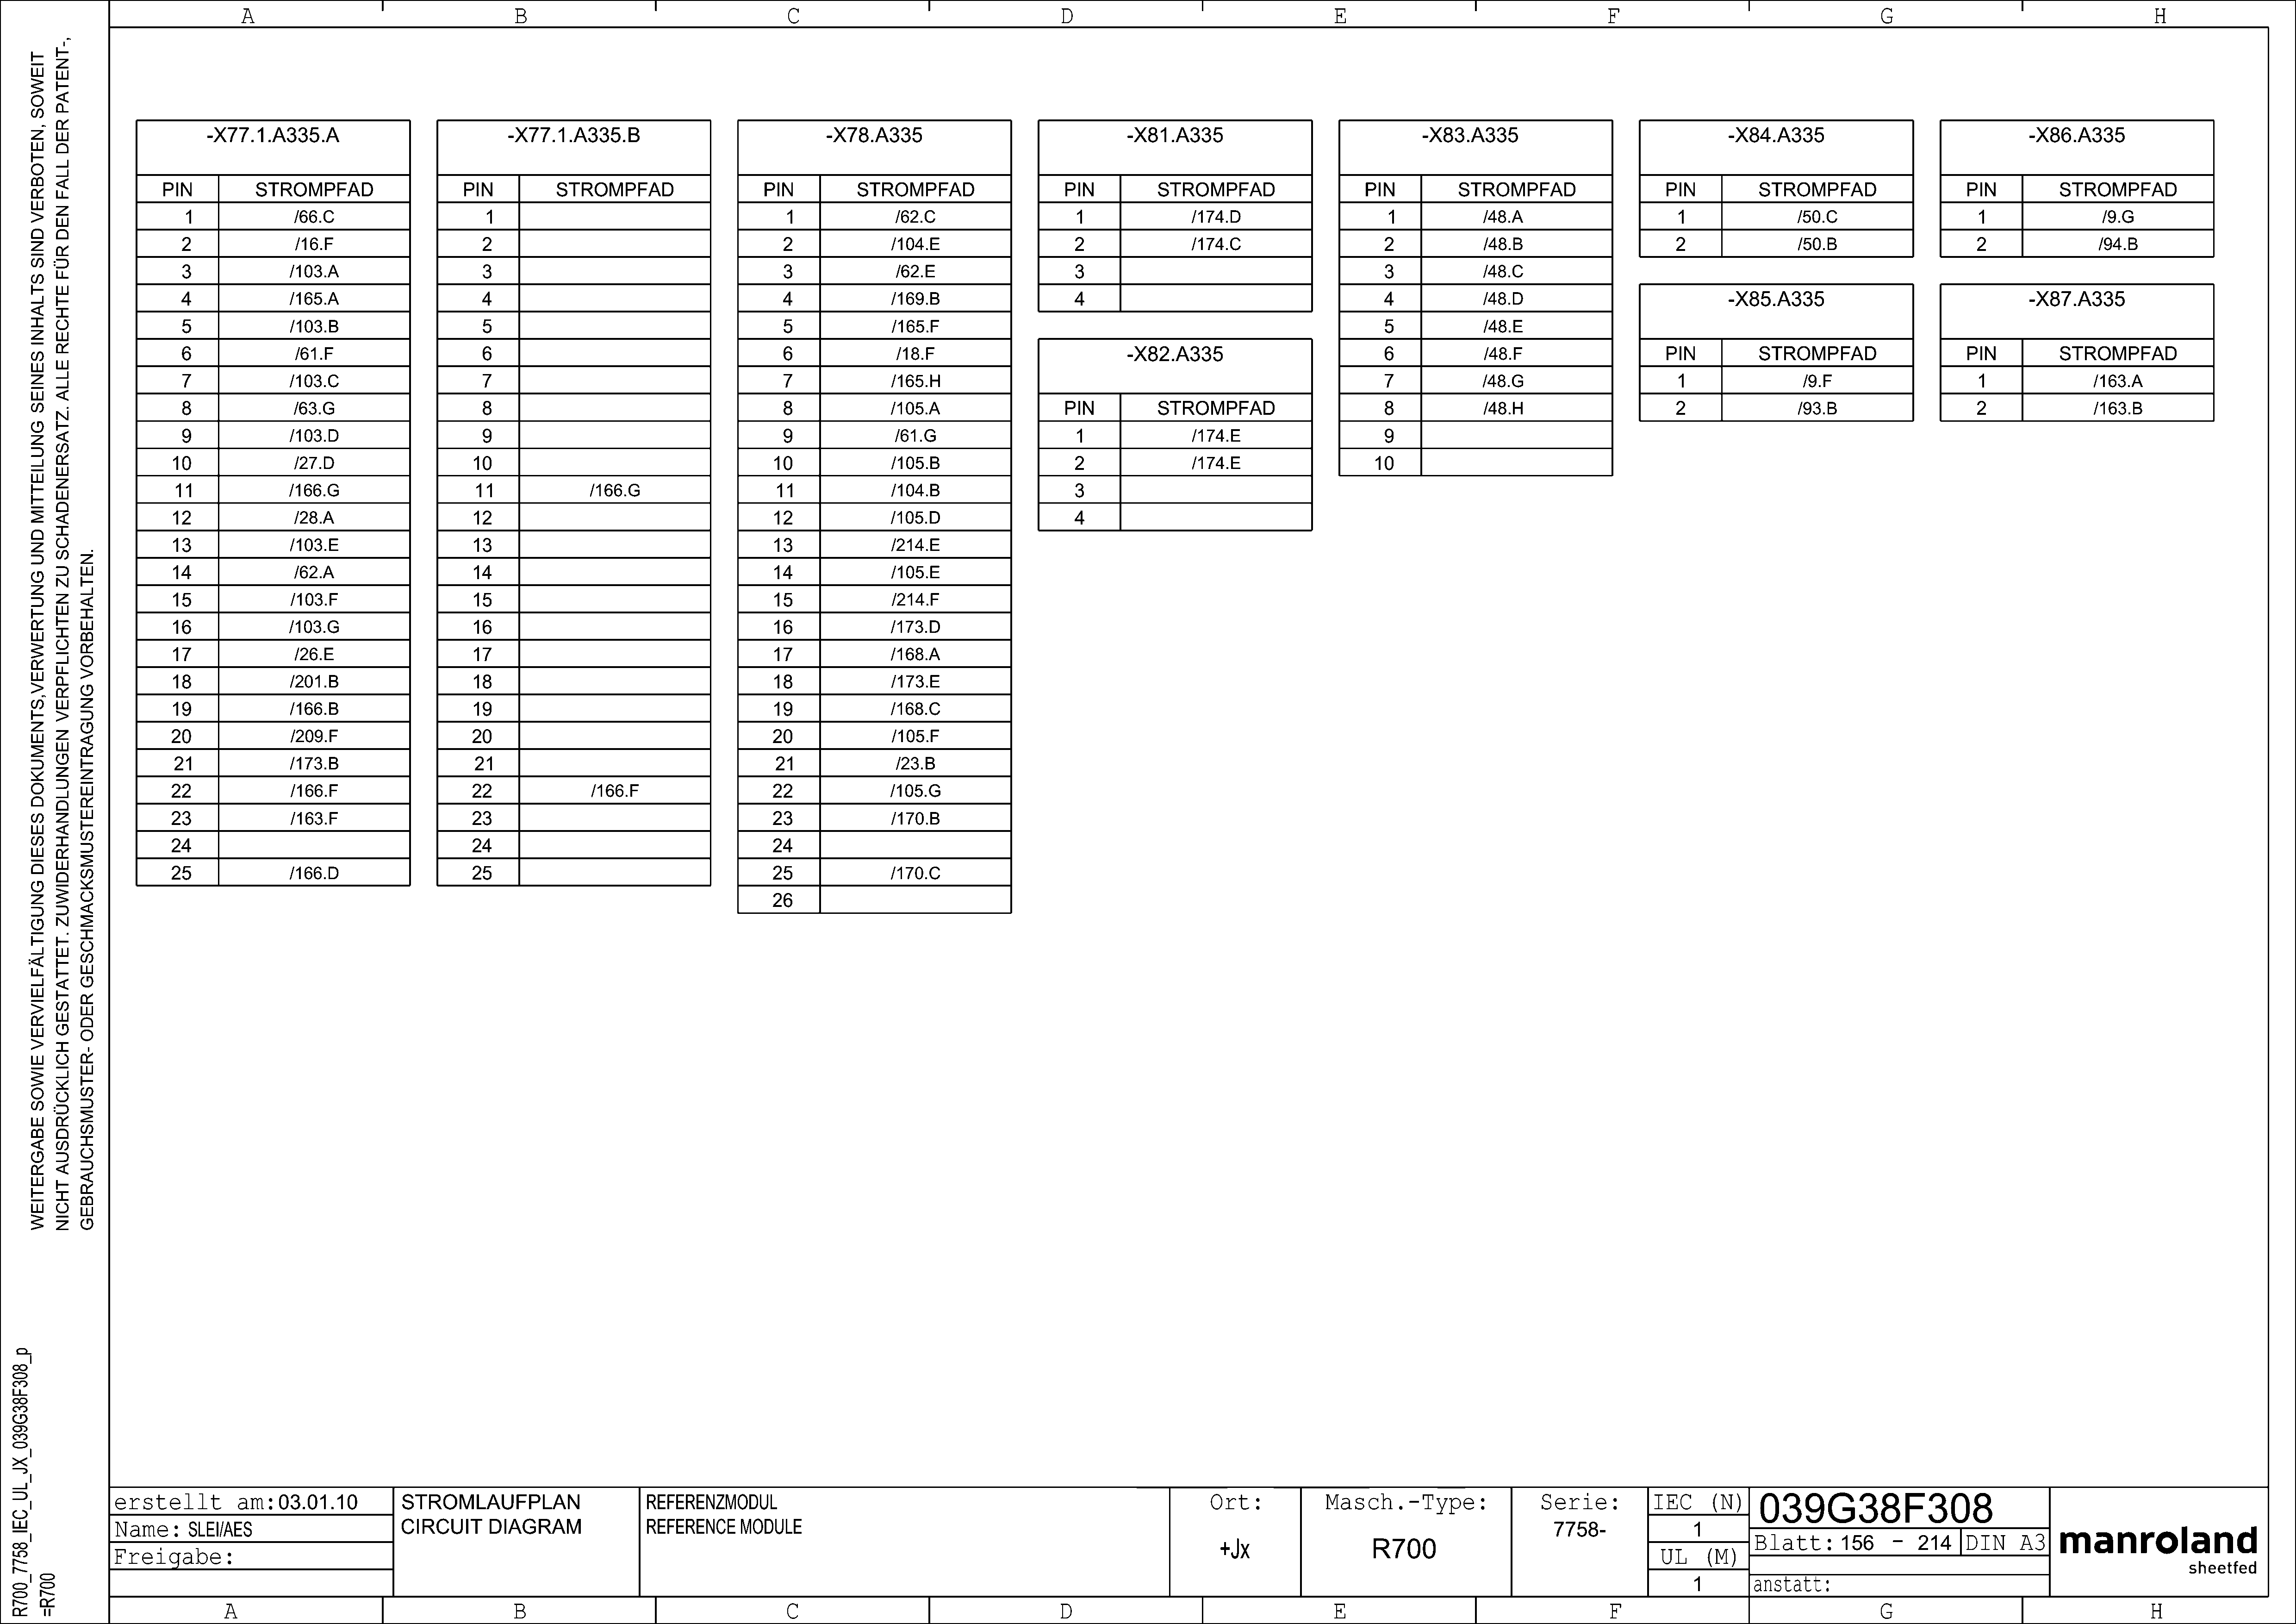 A B C D E F G H
WEITERGABE SOWIE VERVIELFÄLTIGUNG DIESES DOKUMENTS,VERWERTUNG UND MITTEILUNG SEINES INHALTS SIND VERBOTEN, SOWEIT
NICHT AUSDRÜCKLICH GESTATTET. ZUWIDERHANDLUNGEN VERPFLICHTEN ZU SCHADENERSATZ. ALLE RECHTE FÜR DEN FALL DER PATENT-,
GEBRAUCHSMUSTER- ODER GESCHMACKSMUSTEREINTRAGUNG VORBEHALTEN.
-X77.1.A335.A
PIN STROMPFAD
1 /66.C
2 /16.F
3 /103.A
4 /165.A
5 /103.B
6 /61.F
7 /103.C
8 /63.G
9 /103.D
10 /27.D
11 /166.G
12 /28.A
13 /103.E
14 /62.A
15 /103.F
16 /103.G
17 /26.E
18 /201.B
19 /166.B
20 /209.F
21 /173.B
22 /166.F
23 /163.F
24
25 /166.D
-X77.1.A335.B
PIN STROMPFAD
1
2
3
4
5
6
7
8
9
10
11 /166.G
12
13
14
15
16
17
18
19
20
21
22 /166.F
23
24
25
-X78.A335
PIN STROMPFAD
1 /62.C
2 /104.E
3 /62.E
4 /169.B
5 /165.F
6 /18.F
7 /165.H
8 /105.A
9 /61.G
10 /105.B
11 /104.B
12 /105.D
13 /214.E
14 /105.E
15 /214.F
16 /173.D
17 /168.A
18 /173.E
19 /168.C
20 /105.F
21 /23.B
22 /105.G
23 /170.B
24
25 /170.C
26
-X81.A335
PIN STROMPFAD
1 /174.D
2 /174.C
3
4
-X82.A335
PIN STROMPFAD
1 /174.E
2 /174.E
3
4
-X83.A335
PIN STROMPFAD
1 /48.A
2 /48.B
3 /48.C
4 /48.D
5 /48.E
6 /48.F
7 /48.G
8 /48.H
9
10
-X84.A335
PIN STROMPFAD
1 /50.C
2 /50.B
-X85.A335
PIN STROMPFAD
1 /9.F
2 /93.B
-X86.A335
PIN STROMPFAD
1 /9.G
2 /94.B
-X87.A335
PIN STROMPFAD
1 /163.A
2 /163.B
R700_7758_IEC_UL_JX_039G38F308_p
=R700
erstellt am: 03.01.10
Name: SLEI/AES
Freigabe:
STROMLAUFPLAN
CIRCUIT DIAGRAM
REFERENZMODUL
REFERENCE MODULE
Ort:
+Jx
Masch.-Type:
R700
Serie:
7758-
IEC (N)
1
UL (M)
1
039G38F308
Blatt: 156 - 214 DIN A3
anstatt:
manroland
sheetfed
A B C D E F G H